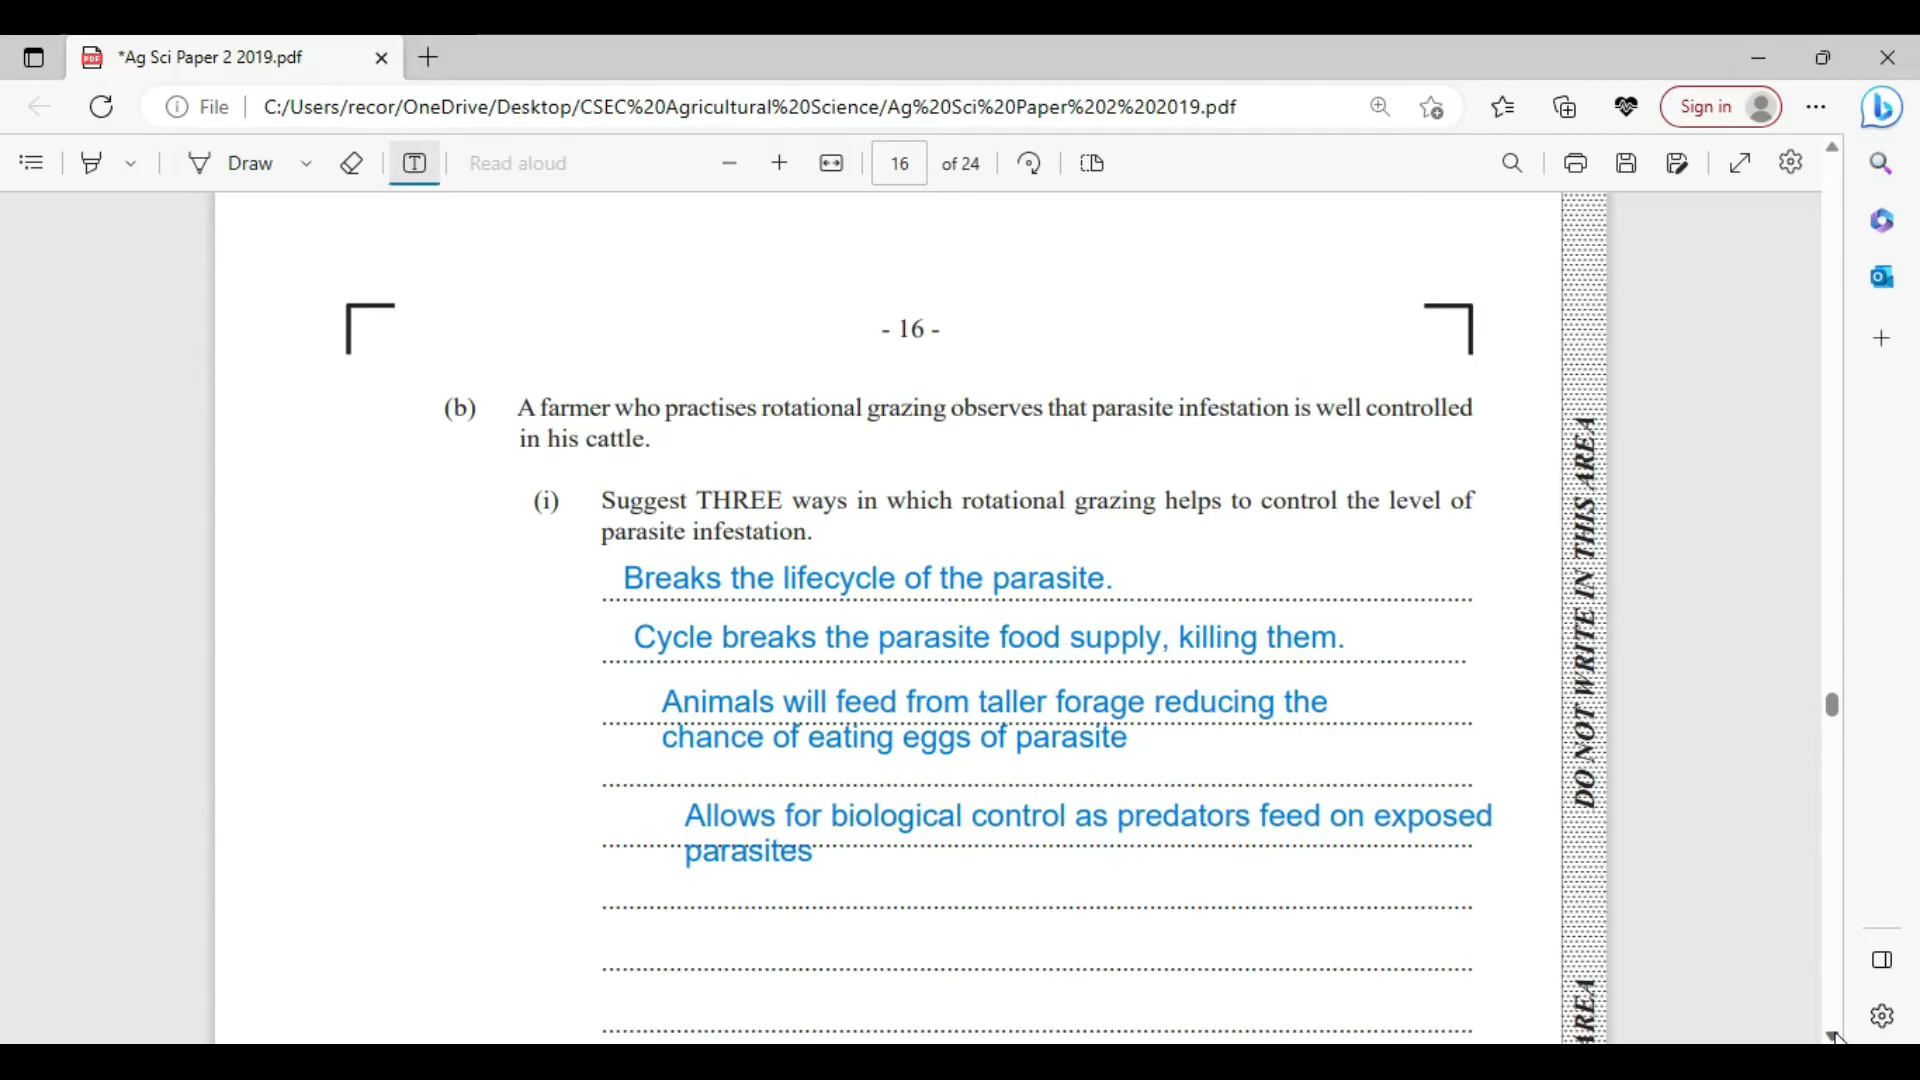 *Ag Sci Paper 2 2019.pdf
File
C:/Users/recor/OneDrive/Desktop/CSEC%20Agricultural%20Science/Ag%20Sci%20Paper%202%202019.pdf
Sign in
Draw
Read aloud
16 of 24
- 16 -
(b) A farmer who practises rotational grazing observes that parasite infestation is well controlled
in his cattle.
(i) Suggest THREE ways in which rotational grazing helps to control the level of
parasite infestation.
Breaks the lifecycle of the parasite.
Cycle breaks the parasite food supply, killing them.
Animals will feed from taller forage reducing the
chance of eating eggs of parasite
Allows for biological control as predators feed on exposed
parasites
DO NOT WRITE IN THIS AREA
AREA